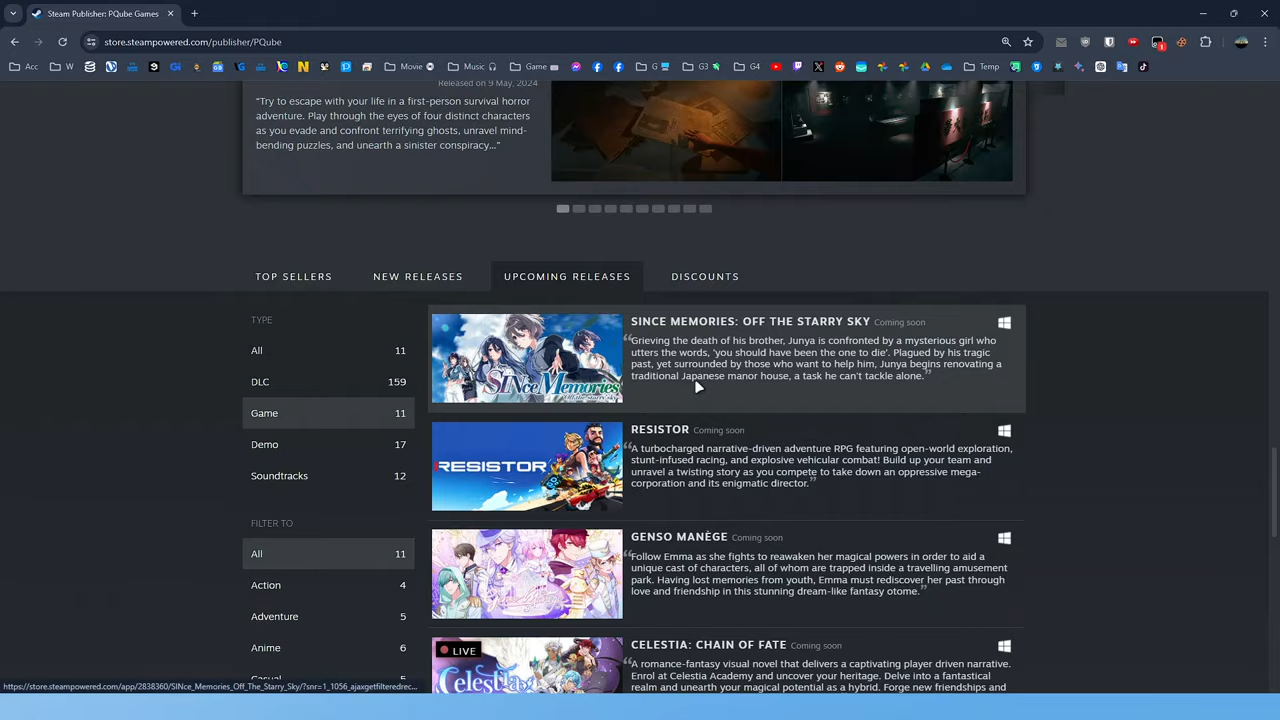 Steam Publisher: PQube Games
store.steampowered.com/publisher/PQube
Acc
W
Movie
Music
Game
G
G3
G4
Temp
Released on 9 May, 2024
"Try to escape with your life in a first-person survival horror
adventure. Play through the eyes of four distinct characters
as you evade and confront terrifying ghosts, unravel mind-
bending puzzles, and unearth a sinister conspiracy..."
TOP SELLERS
NEW RELEASES
UPCOMING RELEASES
DISCOUNTS
TYPE
All 11
DLC 159
Game 11
Demo 17
Soundtracks 12
FILTER TO
All 11
Action 4
Adventure 5
Anime 6
SINce Memories
Off the starry sky
SINCE MEMORIES: OFF THE STARRY SKY Coming soon
"Grieving the death of his brother, Junya is confronted by a mysterious girl who
utters the words, 'you should have been the one to die'. Plagued by his tragic
past, yet surrounded by those who want to help him, Junya begins renovating a
traditional Japanese manor house, a task he can't tackle alone."
RESISTOR
RESISTOR Coming soon
"A turbocharged narrative-driven adventure RPG featuring open-world exploration,
stunt-infused racing, and explosive vehicular combat! Build up your team and
unravel a twisting story as you compete to take down an oppressive mega-
corporation and its enigmatic director."
GENSO MANÈGE Coming soon
"Follow Emma as she fights to reawaken her magical powers in order to aid a
unique cast of characters, all of whom are trapped inside a travelling amusement
park. Having lost memories from youth, Emma must rediscover her past through
love and friendship in this stunning dream-like fantasy otome."
LIVE
Celestia
CELESTIA: CHAIN OF FATE Coming soon
"A romance-fantasy visual novel that delivers a captivating player driven narrative.
Enrol at Celestia Academy and uncover your heritage. Delve into a fantastical
realm and unearth your magical potential as a hybrid. Forge new friendships and
https://store.steampowered.com/app/2838360/SINce_Memories_Off_The_Starry_Sky/?snr=1_1056_ajaxgetfilteredrec...